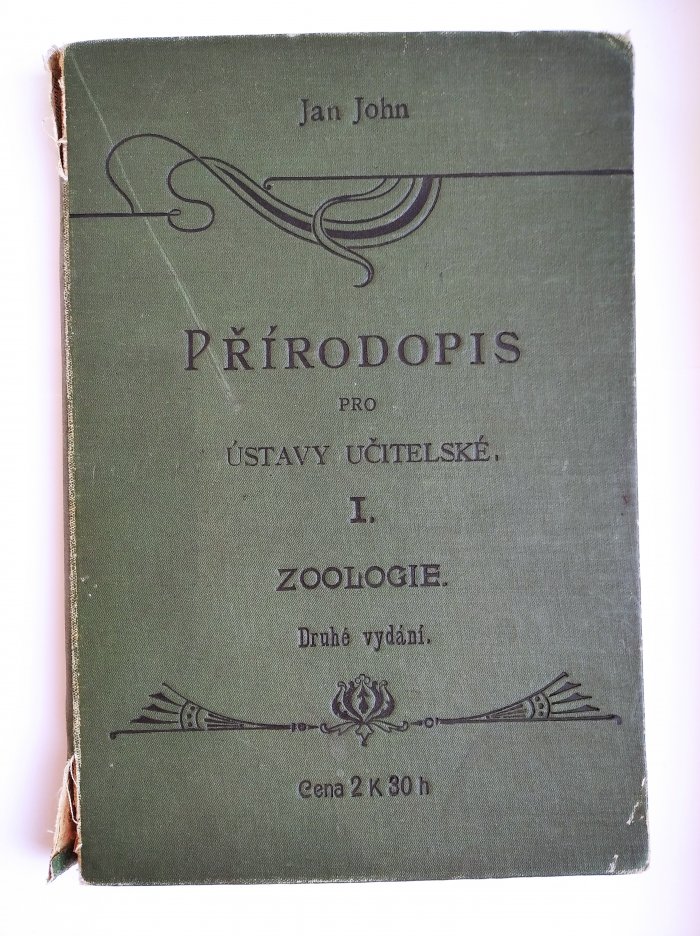 Jan John
PŘÍRODOPIS
PRO
ÚSTAVY UČITELSKÉ.
I.
ZOOLOGIE.
Druhé vydání.
Cena 2 K 30 h